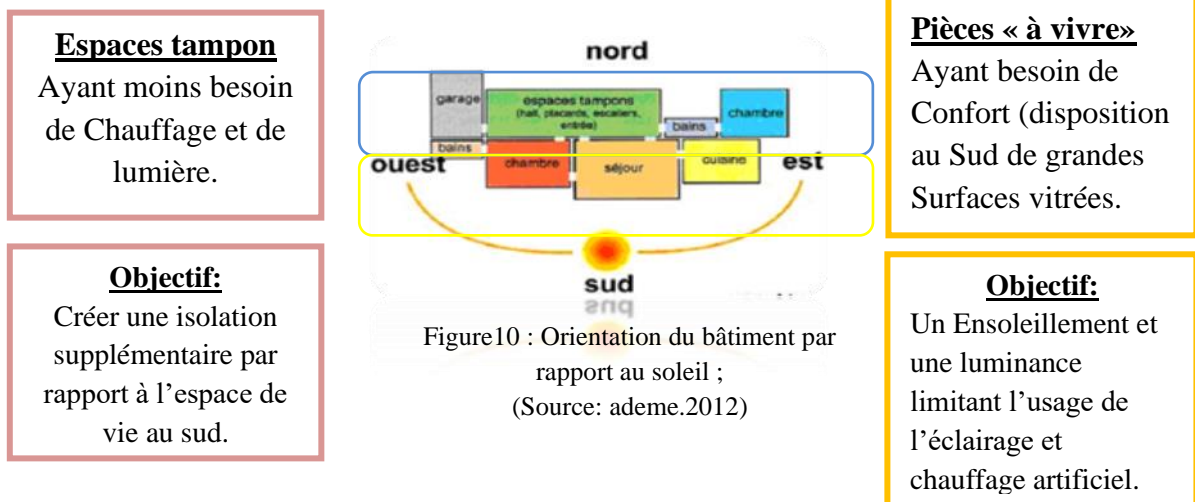 Espaces tampon
Ayant moins besoin
de Chauffage et de
lumière.
Objectif:
Créer une isolation
supplémentaire par
rapport à l’espace de
vie au sud.
nord
garage
espaces tampons
(hall, placards, escaliers,
entrée)
bains
chambre
bains
chambre
séjour
cuisine
ouest
est
sud
Figure10 : Orientation du bâtiment par
rapport au soleil ;
(Source: ademe.2012)
Pièces « à vivre»
Ayant besoin de
Confort (disposition
au Sud de grandes
Surfaces vitrées.
Objectif:
Un Ensoleillement et
une luminance
limitant l’usage de
l’éclairage et
chauffage artificiel.